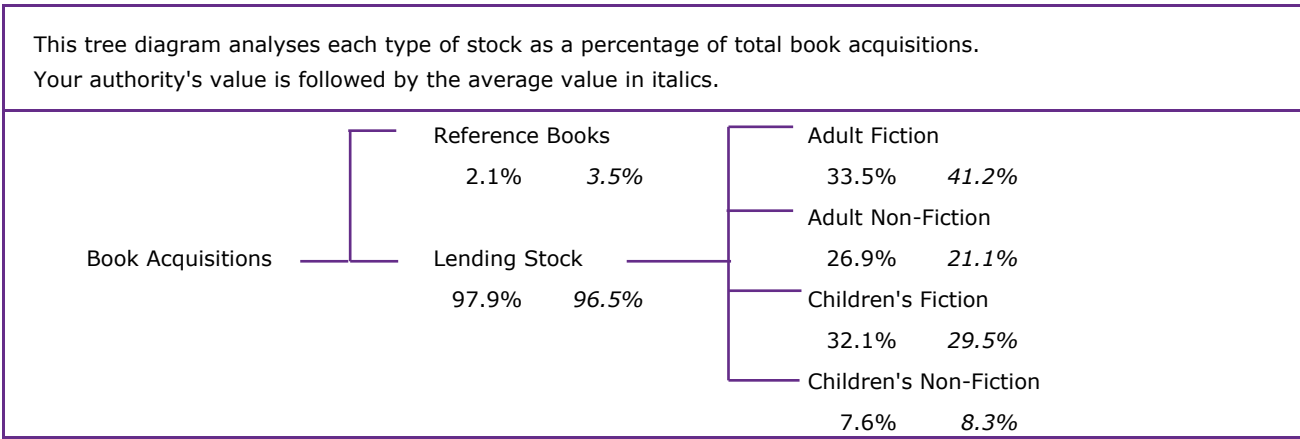 This tree diagram analyses each type of stock as a percentage of total book acquisitions.
Your authority's value is followed by the average value in italics.
Reference Books
2.1% 3.5%
Book Acquisitions
Lending Stock
97.9% 96.5%
Adult Fiction
33.5% 41.2%
Adult Non-Fiction
26.9% 21.1%
Children's Fiction
32.1% 29.5%
Children's Non-Fiction
7.6% 8.3%